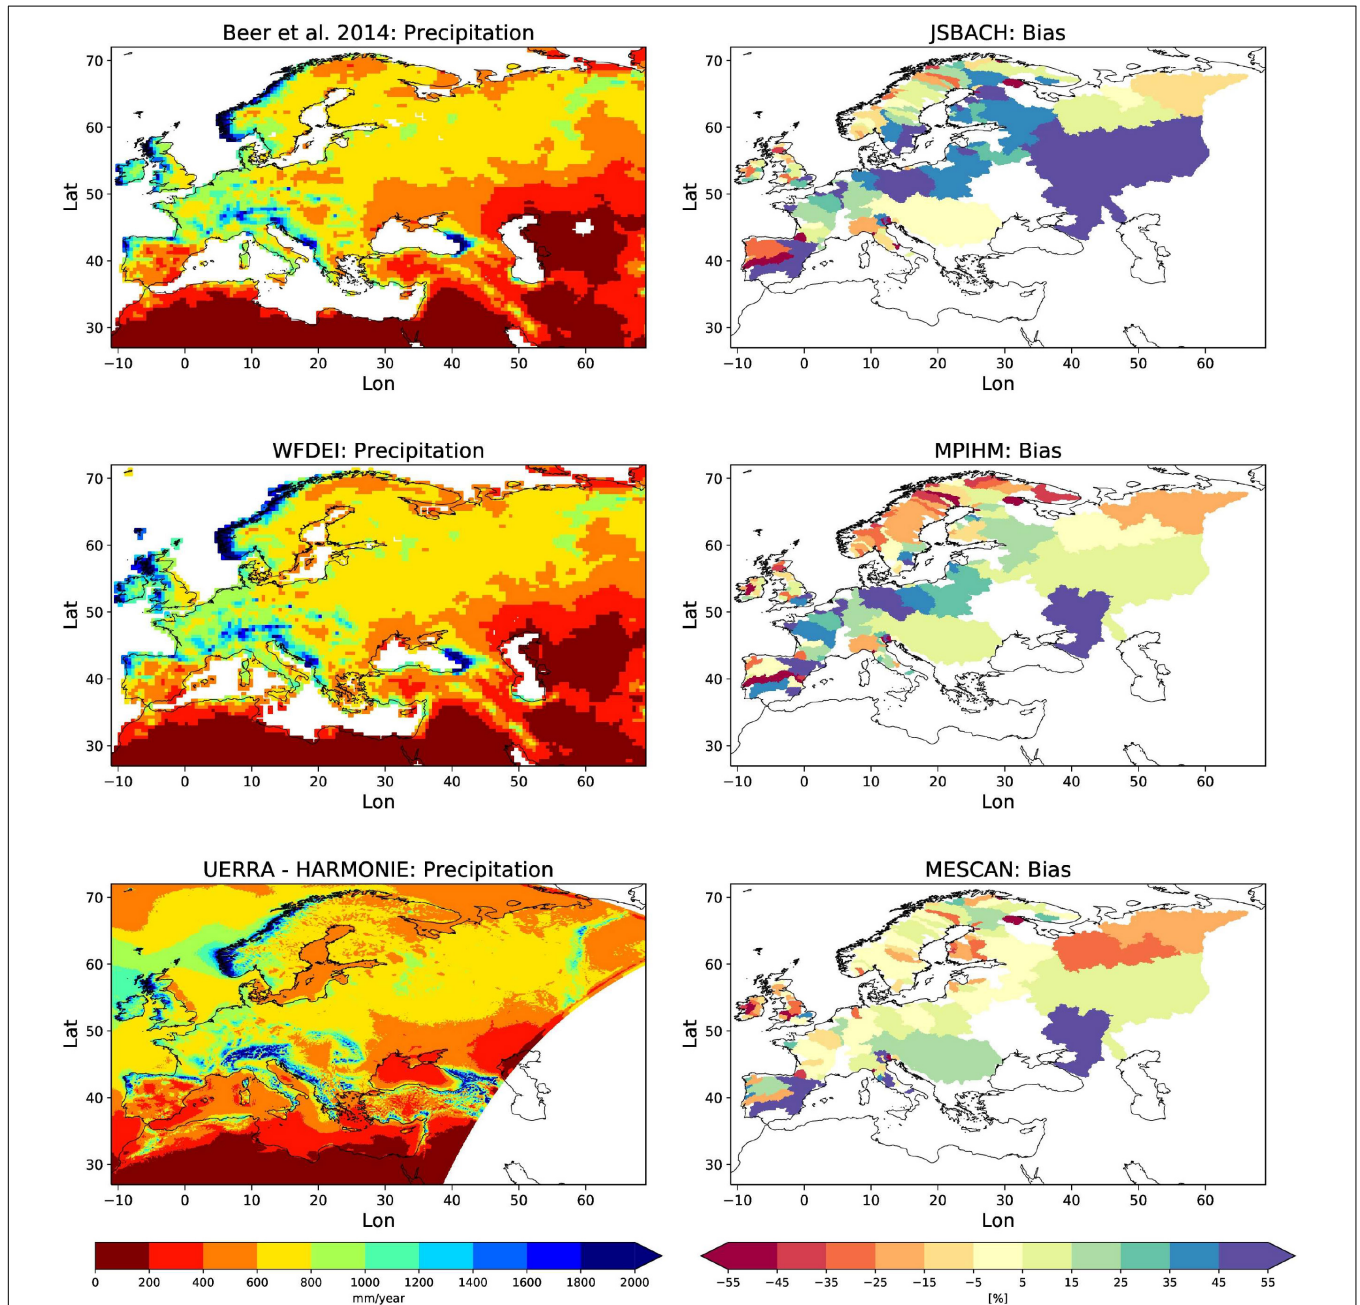 Beer et al. 2014: Precipitation
JSBACH: Bias
70
60
50
40
30
Lat
−10 0 10 20 30 40 50 60
Lon
70
60
50
40
30
Lat
−10 0 10 20 30 40 50 60
Lon
WFDEI: Precipitation
MPIHM: Bias
70
60
50
40
30
Lat
−10 0 10 20 30 40 50 60
Lon
70
60
50
40
30
Lat
−10 0 10 20 30 40 50 60
Lon
UERRA - HARMONIE: Precipitation
MESCAN: Bias
70
60
50
40
30
Lat
−10 0 10 20 30 40 50 60
Lon
70
60
50
40
30
Lat
−10 0 10 20 30 40 50 60
Lon
0 200 400 600 800 1000 1200 1400 1600 1800 2000
mm/year
−55 −45 −35 −25 −15 −5 5 15 25 35 45 55
[%]